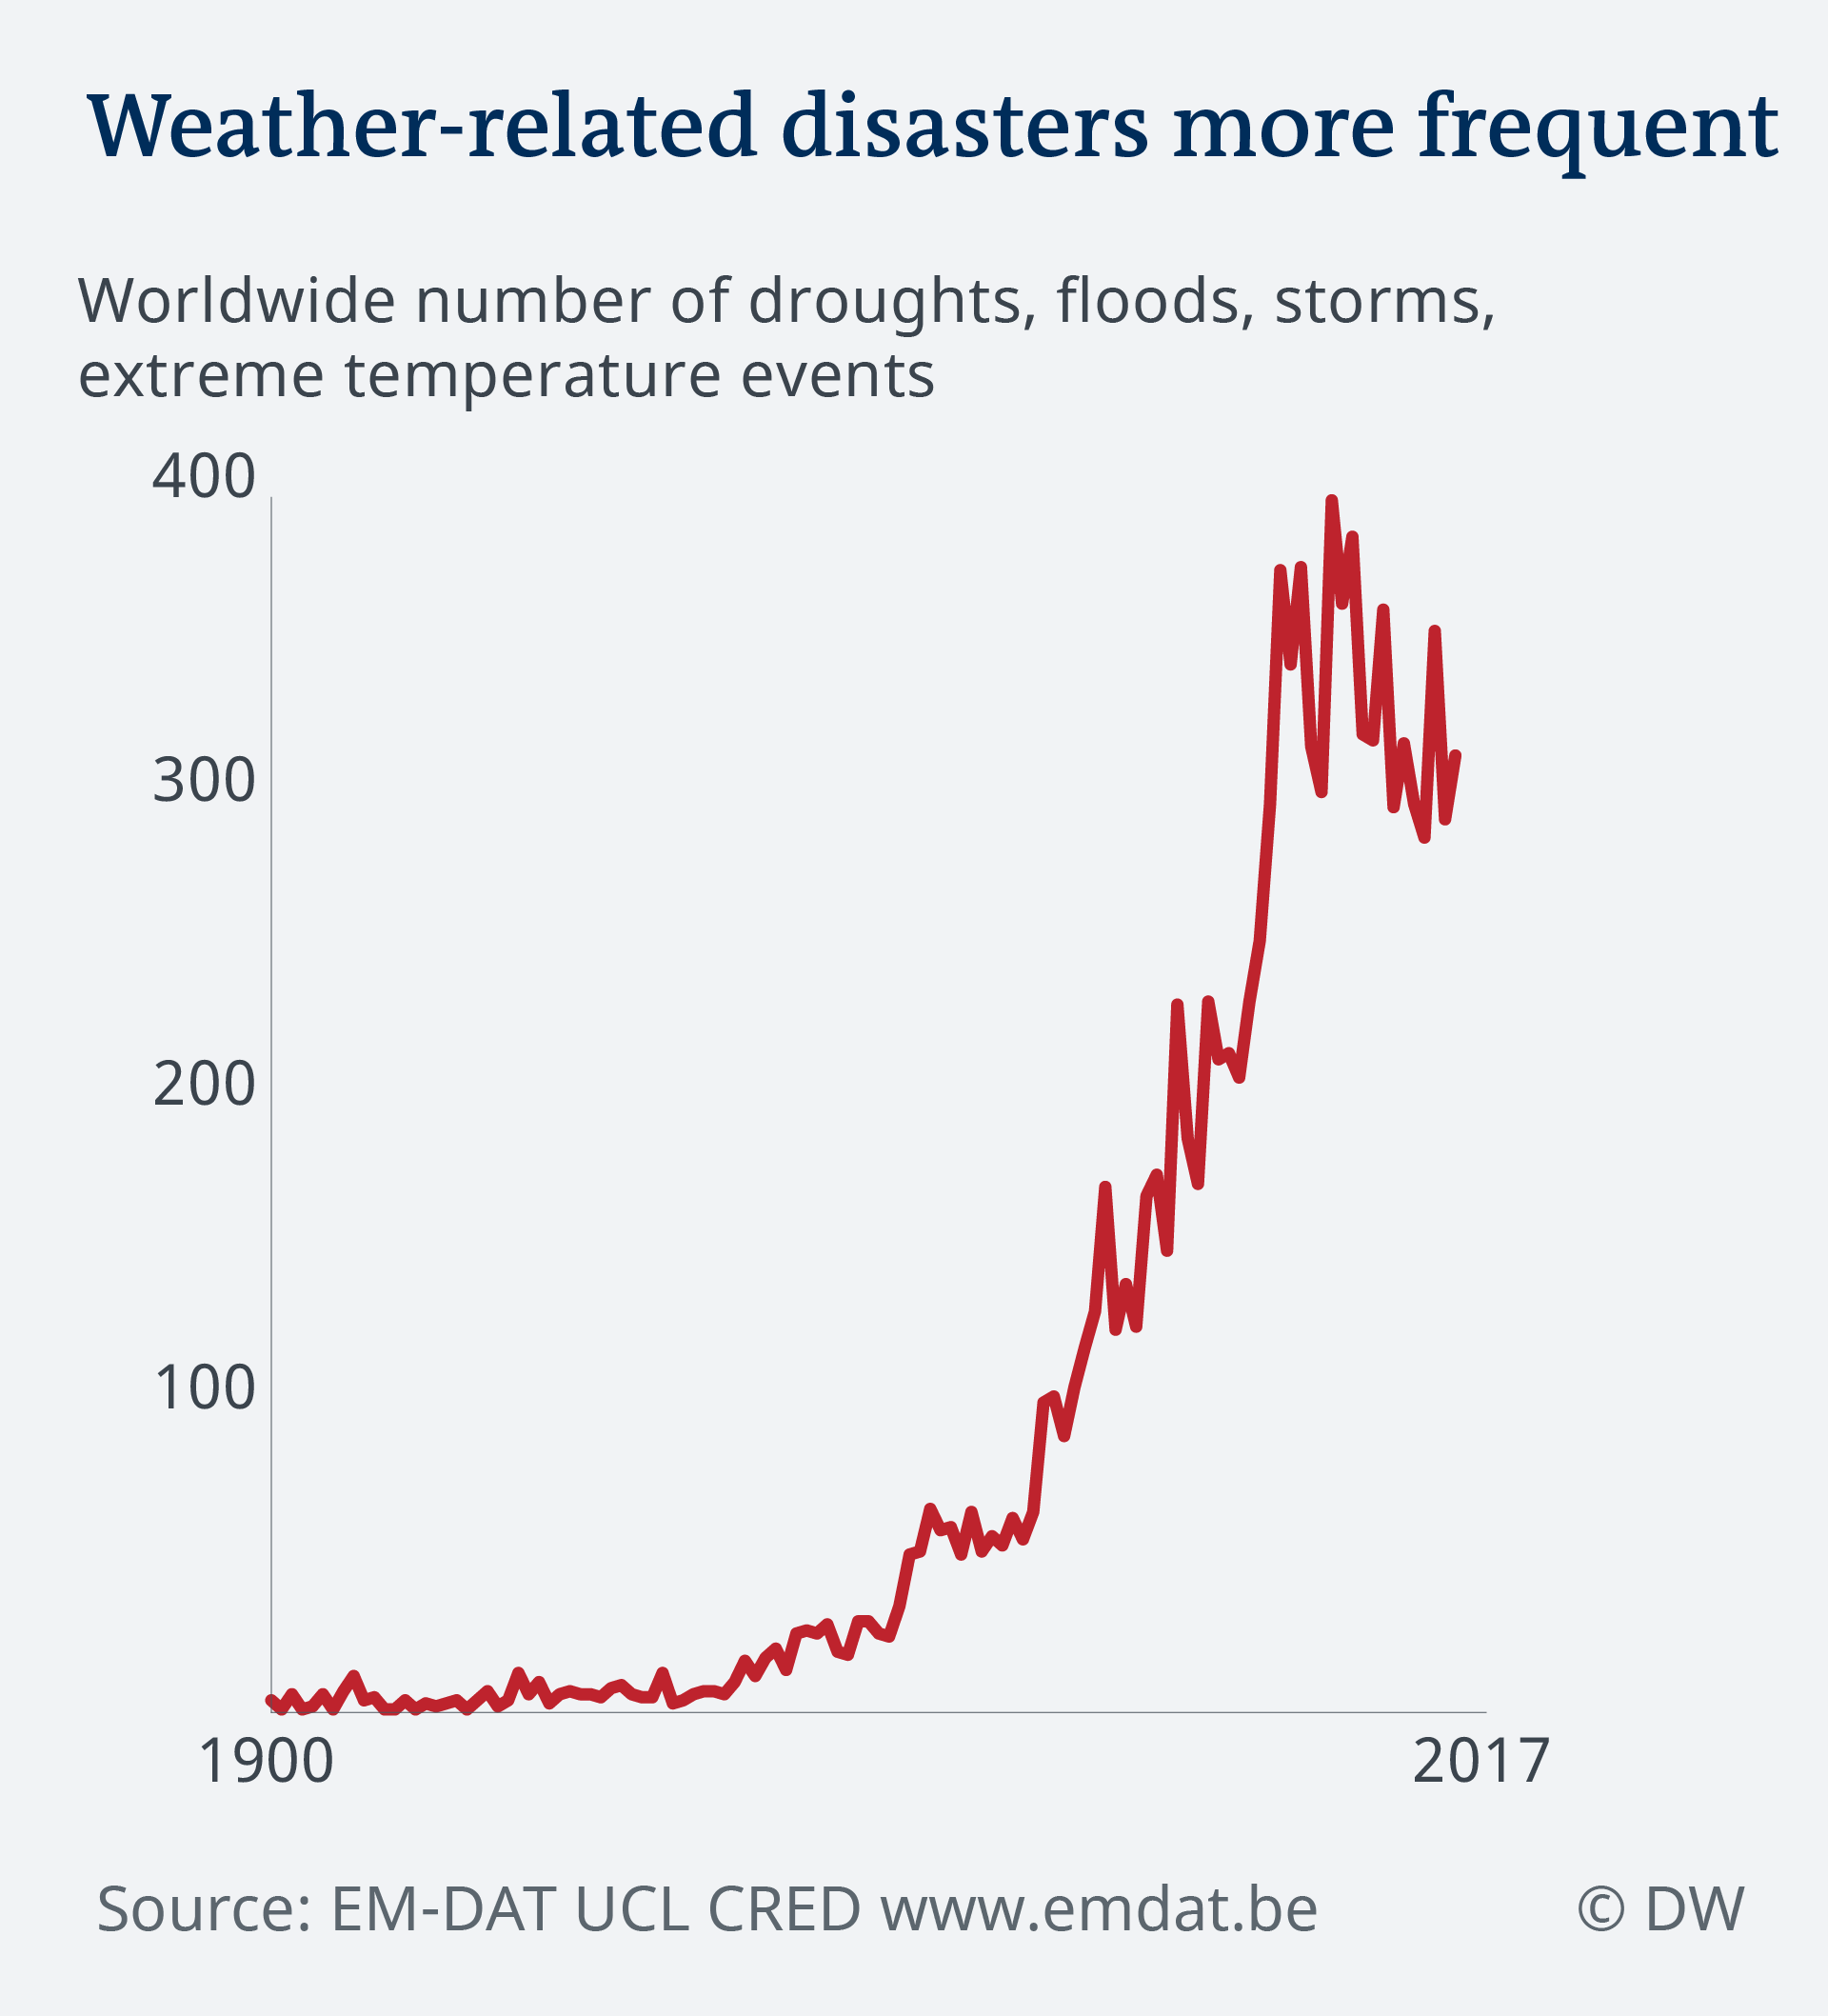 Weather-related disasters more frequent
Worldwide number of droughts, floods, storms,
extreme temperature events
400
300
200
100
1900
2017
Source: EM-DAT UCL CRED www.emdat.be
© DW